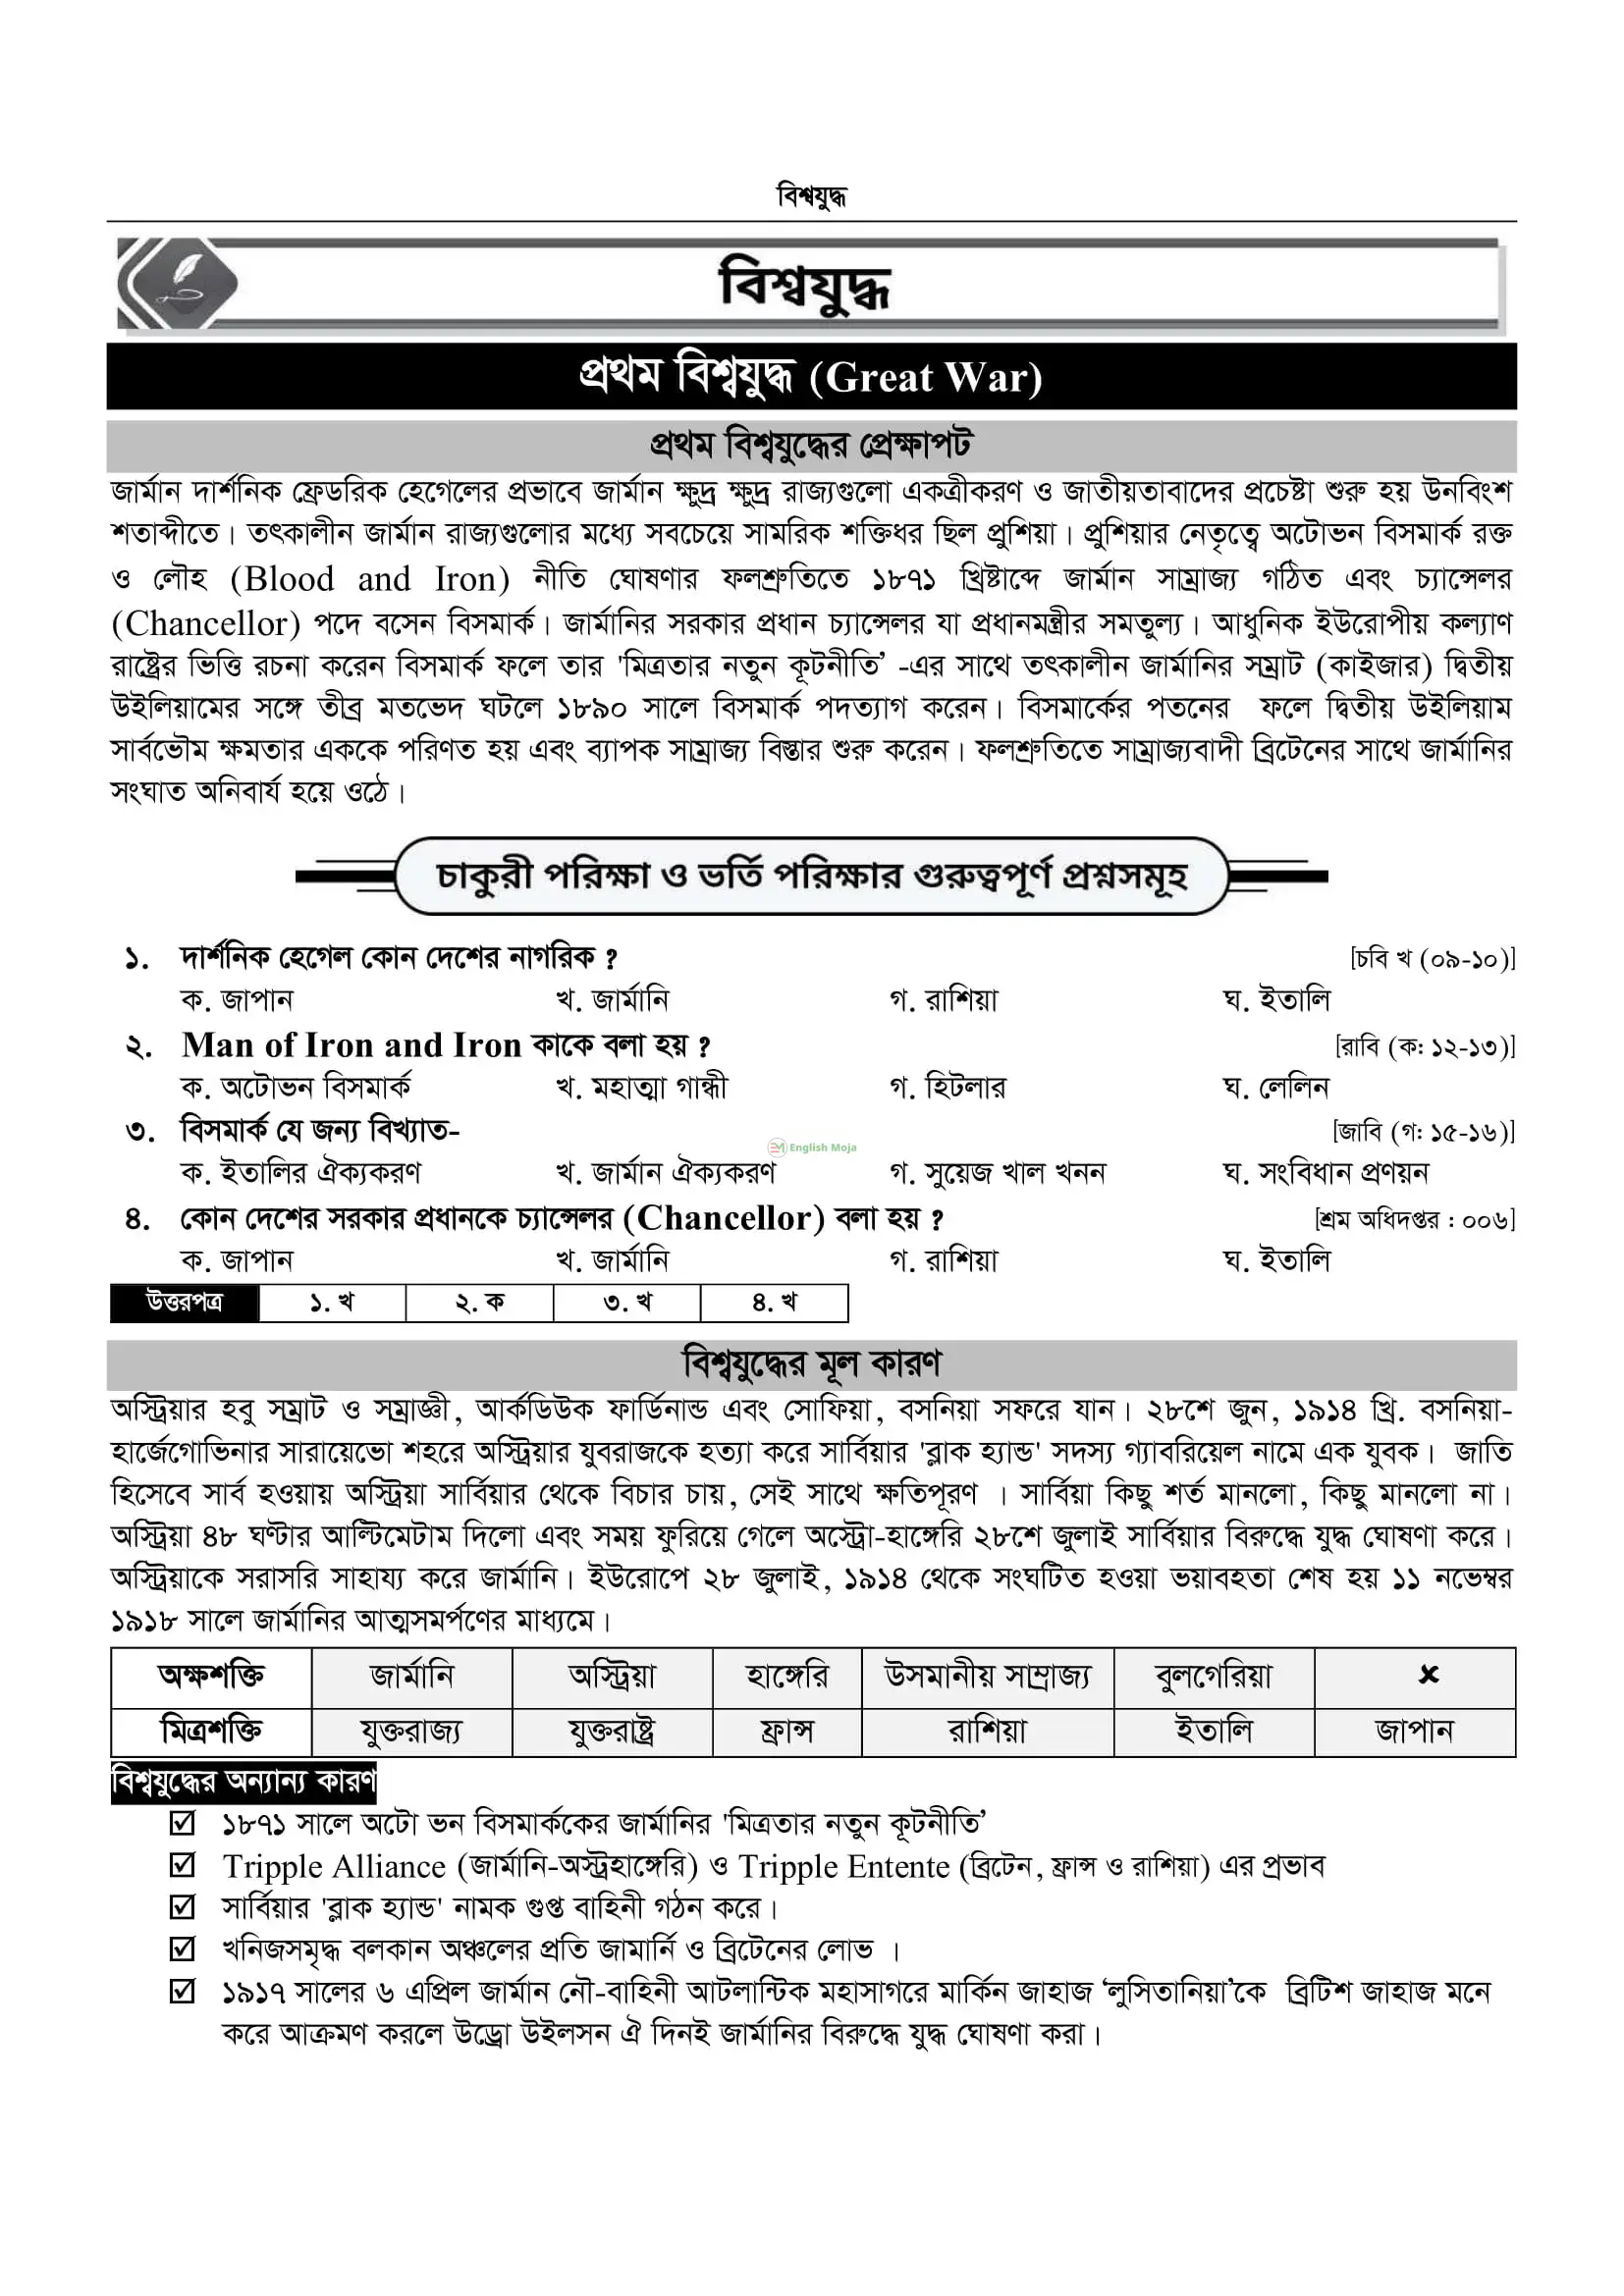 বিশ্বযুদ্ধ
বিশ্বযুদ্ধ
প্রথম বিশ্বযুদ্ধ (Great War)
প্রথম বিশ্বযুদ্ধের প্রেক্ষাপট
জার্মান দার্শনিক ফ্রেডরিক হেগেলের প্রভাবে জার্মান ক্ষুদ্র ক্ষুদ্র রাজ্যগুলো একত্রীকরণ ও জাতীয়তাবাদের প্রচেষ্টা শুরু হয় উনবিংশ
শতাব্দীতে। তৎকালীন জার্মান রাজ্যগুলোর মধ্যে সবচেয়ে সামরিক শক্তিধর ছিল প্রুশিয়া। প্রুশিয়ার নেতৃত্বে অটোভন বিসমার্ক রক্ত
ও লৌহ (Blood and Iron) নীতি ঘোষণার ফলশ্রুতিতে ১৮৭১ খ্রিষ্টাব্দে জার্মান সাম্রাজ্য গঠিত এবং চ্যান্সেলর
(Chancellor) পদে বসেন বিসমার্ক। জার্মানির সরকার প্রধান চ্যান্সেলর যা প্রধানমন্ত্রীর সমতুল্য। আধুনিক ইউরোপীয় কল্যাণ
রাষ্ট্রের ভিত্তি রচনা করেন বিসমার্ক ফলে তার 'মিত্রতার নতুন কূটনীতি’ -এর সাথে তৎকালীন জার্মানির সম্রাট (কাইজার) দ্বিতীয়
উইলিয়ামের সঙ্গে তীব্র মতভেদ ঘটলে ১৮৯০ সালে বিসমার্ক পদত্যাগ করেন। বিসমার্কের পতনের ফলে দ্বিতীয় উইলিয়াম
সার্বভৌম ক্ষমতার এককে পরিণত হয় এবং ব্যাপক সাম্রাজ্য বিস্তার শুরু করেন। ফলশ্রুতিতে সাম্রাজ্যবাদী ব্রিটেনের সাথে জার্মানির
সংঘাত অনিবার্য হয়ে ওঠে।
চাকুরী পরিক্ষা ও ভর্তি পরিক্ষার গুরুত্বপূর্ণ প্রশ্নসমূহ
১. দার্শনিক হেগেল কোন দেশের নাগরিক ? [চবি খ (০৯-১০)]
ক. জাপান খ. জার্মানি গ. রাশিয়া ঘ. ইতালি
২. Man of Iron and Iron কাকে বলা হয় ? [রাবি (ক: ১২-১৩)]
ক. অটোভন বিসমার্ক খ. মহাত্মা গান্ধী গ. হিটলার ঘ. লেলিন
৩. বিসমার্ক যে জন্য বিখ্যাত- [জাবি (গ: ১৫-১৬)]
English Moja
ক. ইতালির ঐক্যকরণ খ. জার্মান ঐক্যকরণ গ. সুয়েজ খাল খনন ঘ. সংবিধান প্রণয়ন
৪. কোন দেশের সরকার প্রধানকে চ্যান্সেলর (Chancellor) বলা হয় ? [শ্রম অধিদপ্তর : ০০৬]
ক. জাপান খ. জার্মানি গ. রাশিয়া ঘ. ইতালি
উত্তরপত্র ১. খ ২. ক ৩. খ ৪. খ
বিশ্বযুদ্ধের মূল কারণ
অস্ট্রিয়ার হবু সম্রাট ও সম্রাজ্ঞী, আর্কডিউক ফার্ডিনান্ড এবং সোফিয়া, বসনিয়া সফরে যান। ২৮শে জুন, ১৯১৪ খ্রি. বসনিয়া-
হার্জেগোভিনার সারায়েভো শহরে অস্ট্রিয়ার যুবরাজকে হত্যা করে সার্বিয়ার 'ব্লাক হ্যান্ড' সদস্য গ্যাবরিয়েল নামে এক যুবক। জাতি
হিসেবে সার্ব হওয়ায় অস্ট্রিয়া সার্বিয়ার থেকে বিচার চায়, সেই সাথে ক্ষতিপূরণ । সার্বিয়া কিছু শর্ত মানলো, কিছু মানলো না।
অস্ট্রিয়া ৪৮ ঘণ্টার আল্টিমেটাম দিলো এবং সময় ফুরিয়ে গেলে অস্ট্রো-হাঙ্গেরি ২৮শে জুলাই সার্বিয়ার বিরুদ্ধে যুদ্ধ ঘোষণা করে।
অস্ট্রিয়াকে সরাসরি সাহায্য করে জার্মানি। ইউরোপে ২৮ জুলাই, ১৯১৪ থেকে সংঘটিত হওয়া ভয়াবহতা শেষ হয় ১১ নভেম্বর
১৯১৮ সালে জার্মানির আত্মসমর্পণের মাধ্যমে।
অক্ষশক্তি জার্মানি অস্ট্রিয়া হাঙ্গেরি উসমানীয় সাম্রাজ্য বুলগেরিয়া ✘
মিত্রশক্তি যুক্তরাজ্য যুক্তরাষ্ট্র ফ্রান্স রাশিয়া ইতালি জাপান
বিশ্বযুদ্ধের অন্যান্য কারণ
☑ ১৮৭১ সালে অটো ভন বিসমার্ককের জার্মানির 'মিত্রতার নতুন কূটনীতি’
☑ Tripple Alliance (জার্মানি-অস্ট্রহাঙ্গেরি) ও Tripple Entente (ব্রিটেন, ফ্রান্স ও রাশিয়া) এর প্রভাব
☑ সার্বিয়ার 'ব্লাক হ্যান্ড' নামক গুপ্ত বাহিনী গঠন করে।
☑ খনিজসমৃদ্ধ বলকান অঞ্চলের প্রতি জামার্নি ও ব্রিটেনের লোভ ।
☑ ১৯১৭ সালের ৬ এপ্রিল জার্মান নৌ-বাহিনী আটলান্টিক মহাসাগরে মার্কিন জাহাজ ‘লুসিতানিয়া’কে ব্রিটিশ জাহাজ মনে
করে আক্রমণ করলে উড্রো উইলসন ঐ দিনই জার্মানির বিরুদ্ধে যুদ্ধ ঘোষণা করা।